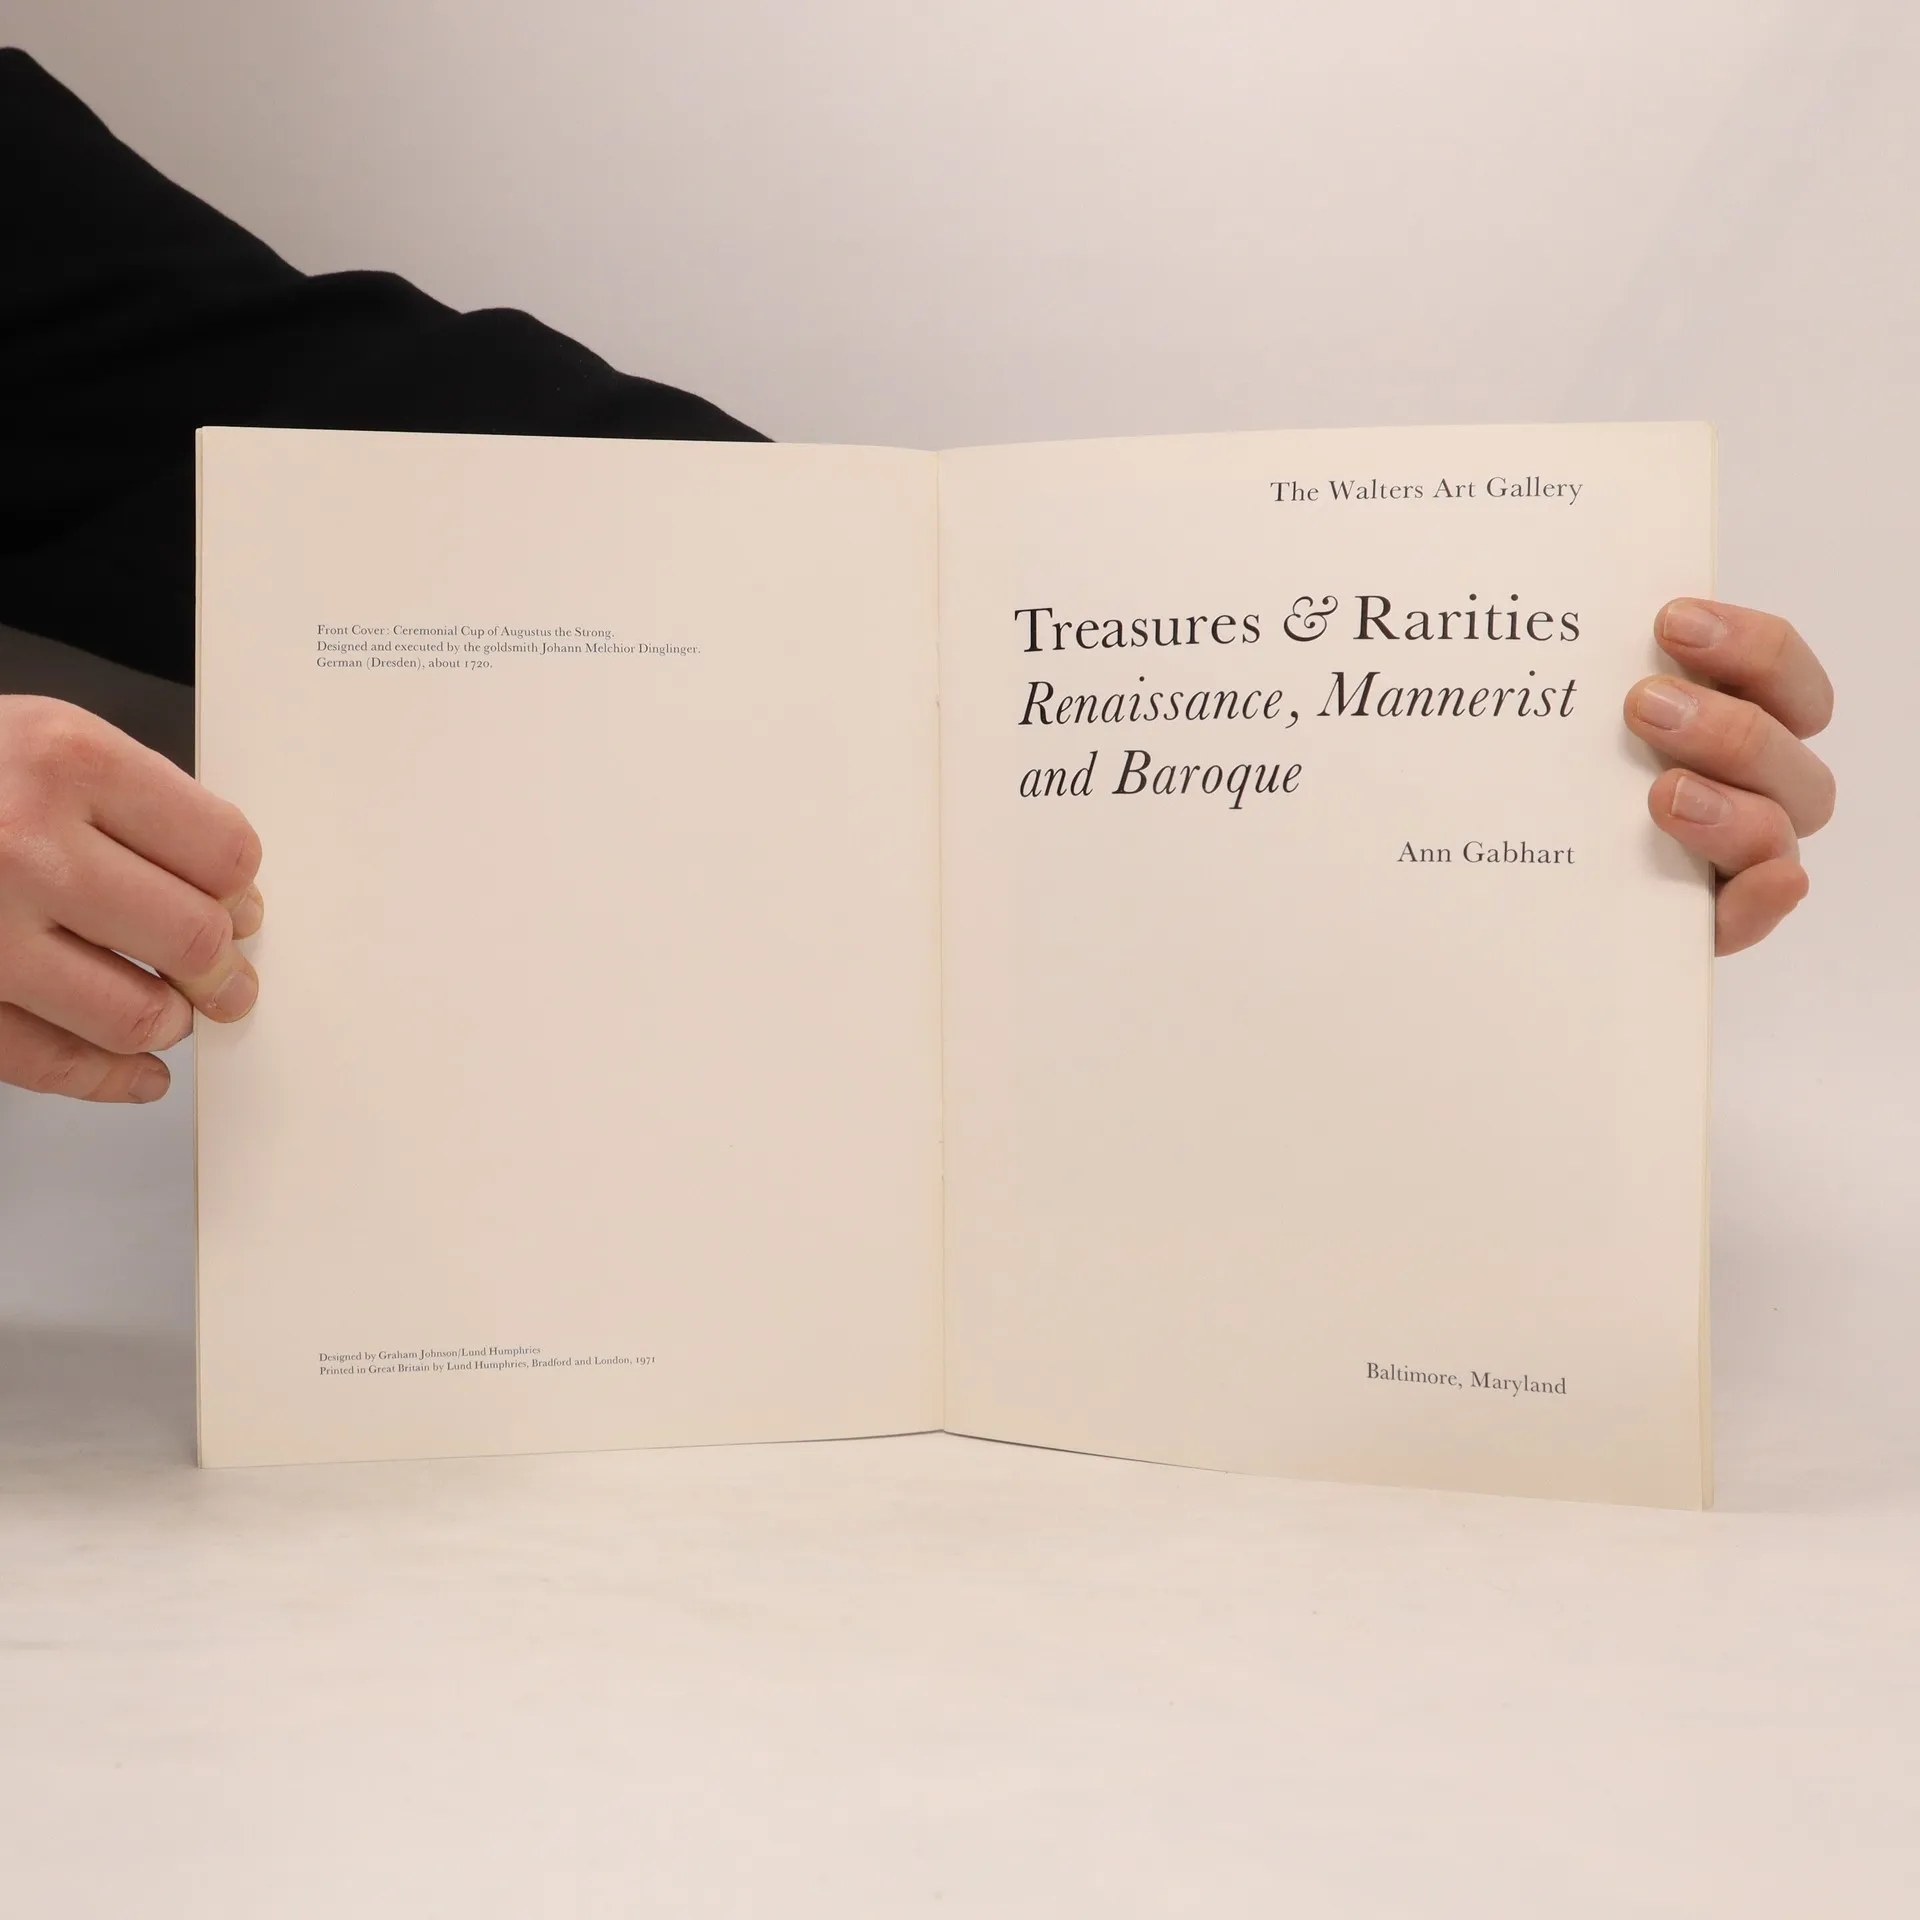 Front Cover: Ceremonial Cup of Augustus the Strong.
Designed and executed by the goldsmith Johann Melchior Dinglinger.
German (Dresden), about 1720.
Designed by Graham Johnson/Lund Humphries
Printed in Great Britain by Lund Humphries, Bradford and London, 1971
The Walters Art Gallery
Treasures & Rarities
Renaissance, Mannerist
and Baroque
Ann Gabhart
Baltimore, Maryland